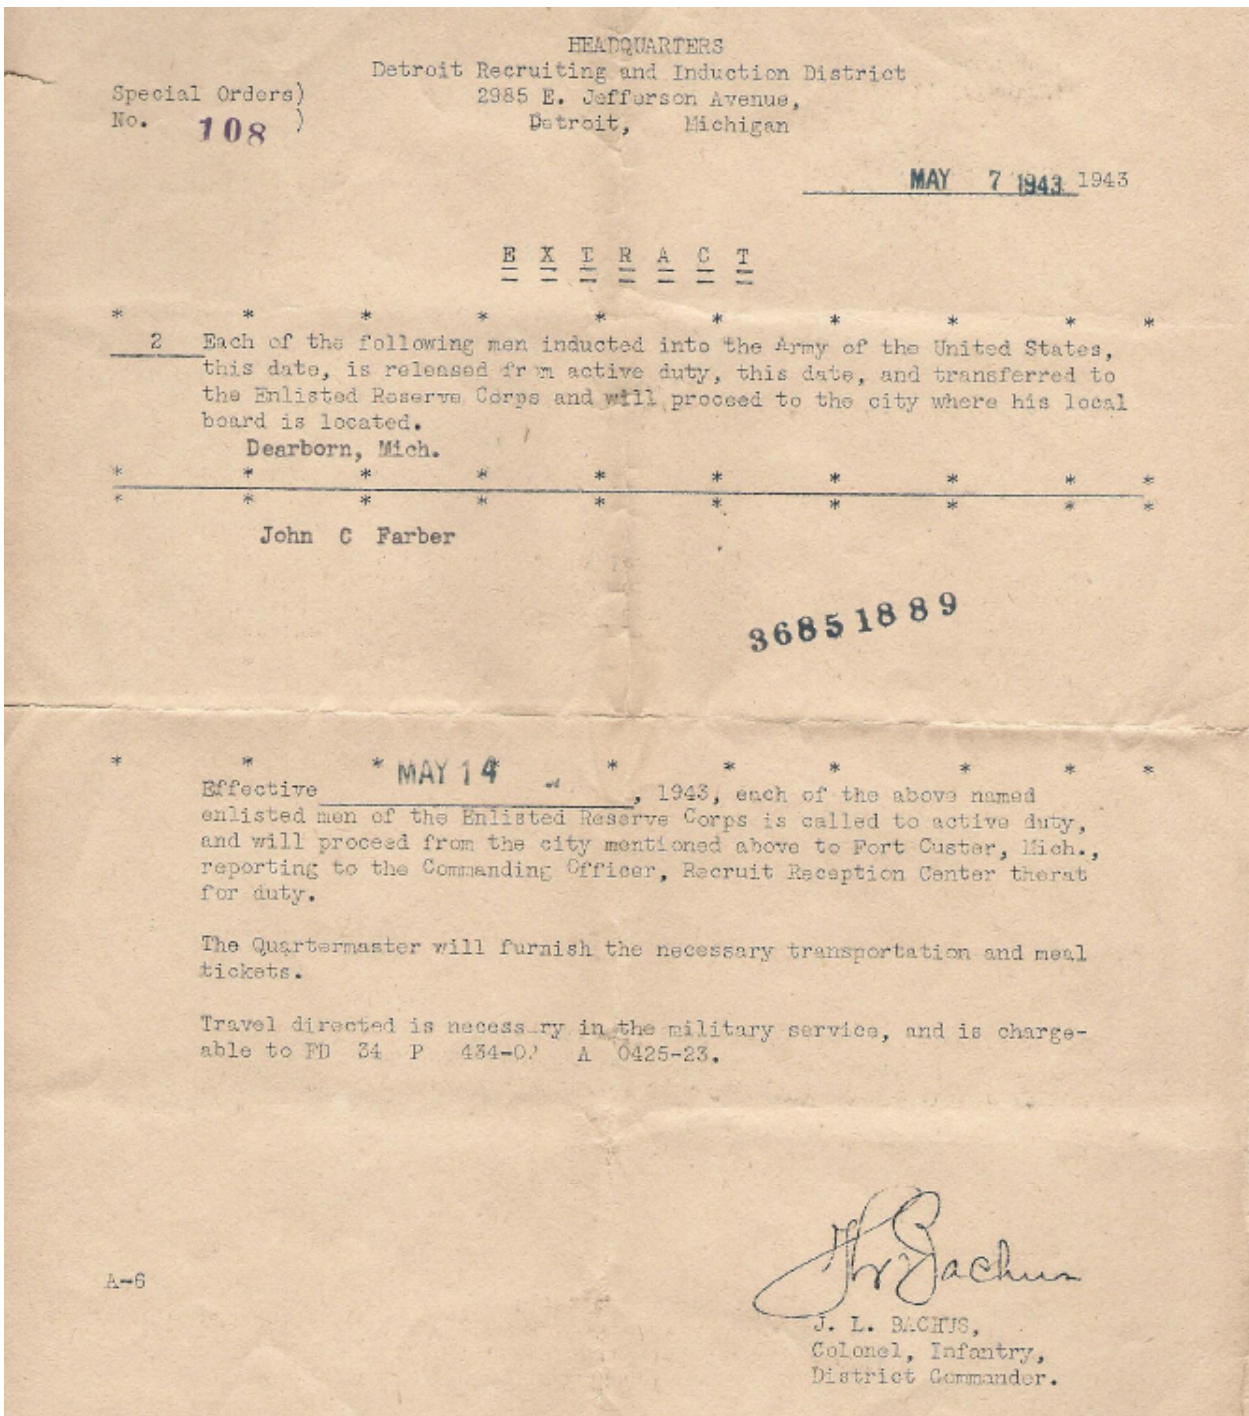 HEADQUARTERS
Detroit Recruiting and Induction District
Special Orders) 2985 E. Jefferson Avenue,
No. 108 ) Detroit, Michigan
MAY 7 1943 1943
E X T R A C T
* * * * * * * * * *
2 Each of the following men inducted into the Army of the United States,
this date, is released from active duty, this date, and transferred to
the Enlisted Reserve Corps and will proceed to the city where his local
board is located.
Dearborn, Mich.
* * * * * * * * * *
* * * * * * * * * *
John C Farber
36851889
* * * MAY 14 * * * * * *
Effective , 1943, each of the above named
enlisted men of the Enlisted Reserve Corps is called to active duty,
and will proceed from the city mentioned above to Fort Custer, Mich.,
reporting to the Commanding Officer, Recruit Reception Center therat
for duty.
The Quartermaster will furnish the necessary transportation and meal
tickets.
Travel directed is necessary in the military service, and is charge-
able to FD 34 P A 0425-23.
J. L. Bachus
A-6
J. L. BACHUS,
Colonel, Infantry,
District Commander.